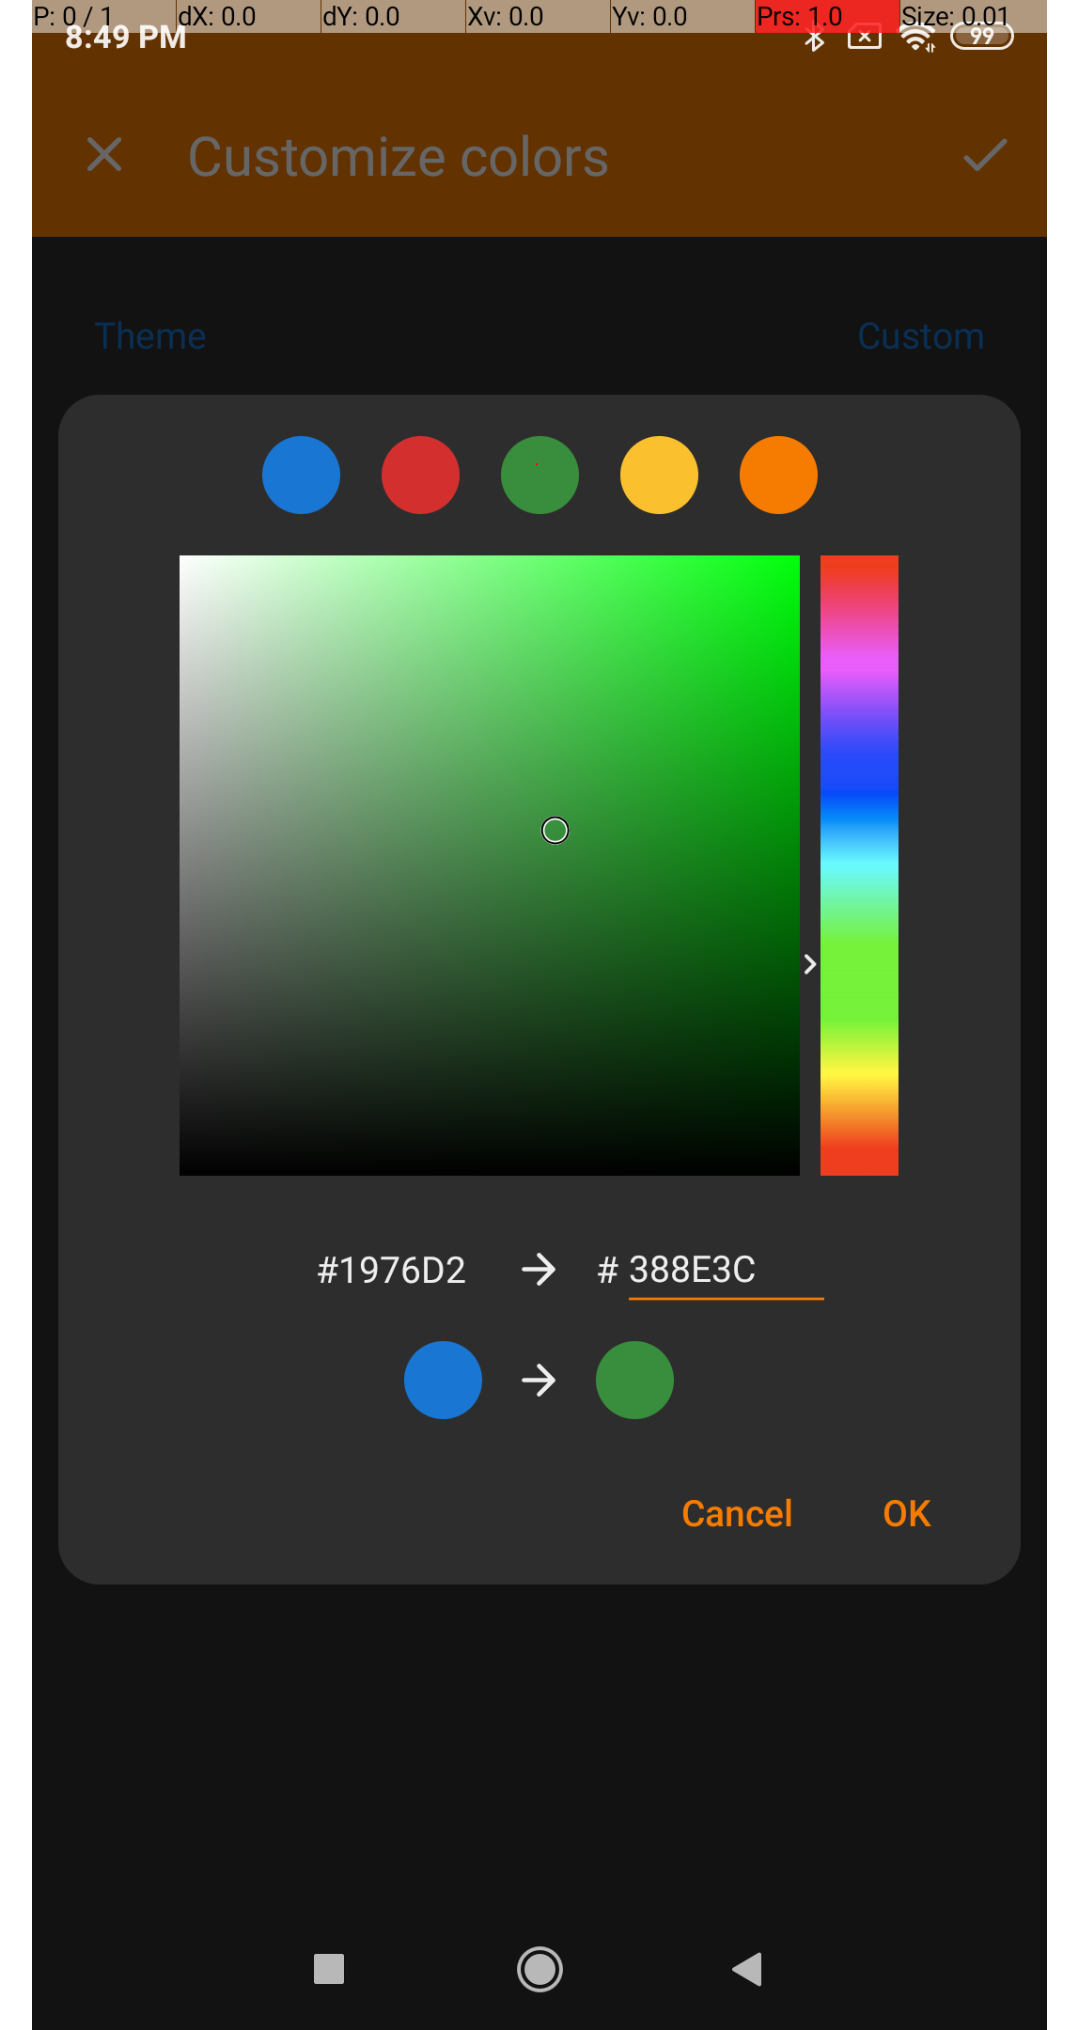 P: 0 / 1 dX: 0.0 dY: 0.0 Xv: 0.0 Yv: 0.0 Prs: 1.0 Size: 0.01
8:49 PM 99
Customize colors
Theme Custom
#1976D2 → # 388E3C
→
Cancel OK